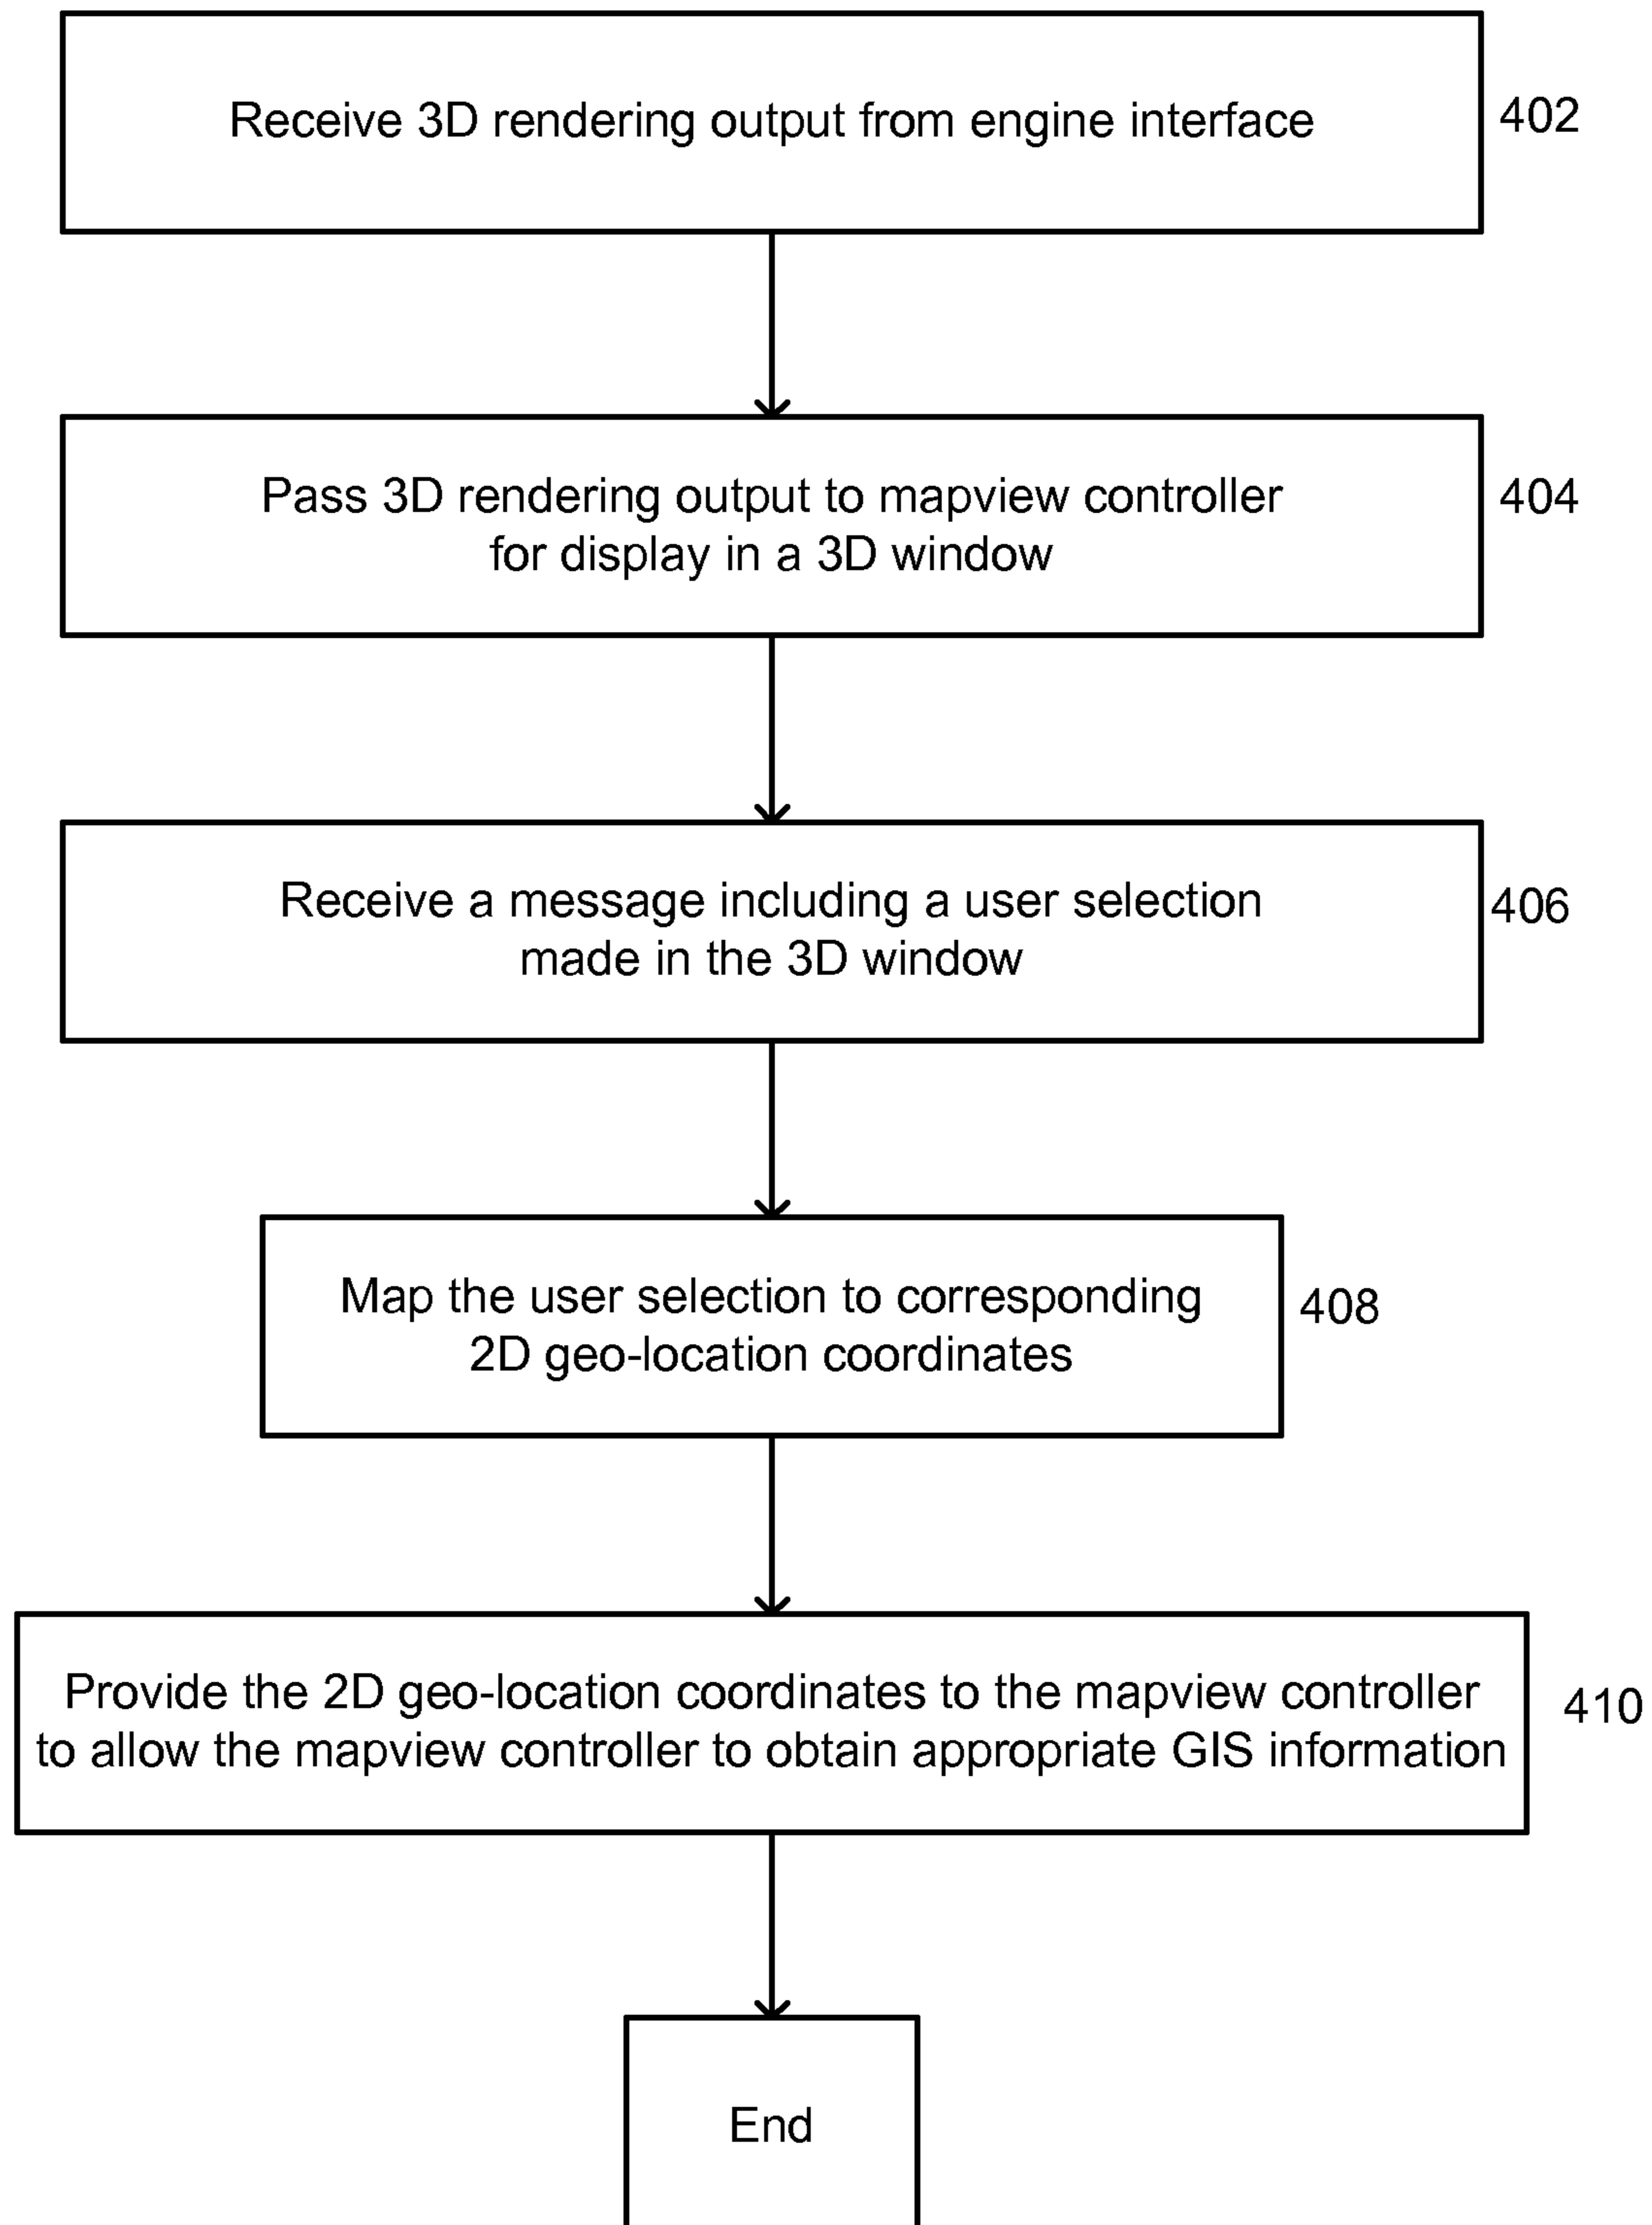 Receive 3D rendering output from engine interface
402
Pass 3D rendering output to mapview controller
for display in a 3D window
404
Receive a message including a user selection
made in the 3D window
406
Map the user selection to corresponding
2D geo-location coordinates
408
Provide the 2D geo-location coordinates to the mapview controller
to allow the mapview controller to obtain appropriate GIS information
410
End